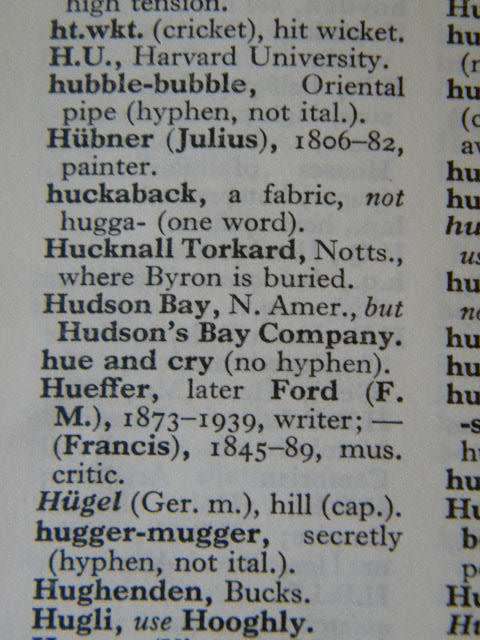 high tension.
ht.wkt. (cricket), hit wicket.
H.U., Harvard University.
hubble-bubble, Oriental
pipe (hyphen, not ital.).
Hübner (Julius), 1806–82,
painter.
huckaback, a fabric, not
hugga- (one word).
Hucknall Torkard, Notts.,
where Byron is buried.
Hudson Bay, N. Amer., but
Hudson's Bay Company.
hue and cry (no hyphen).
Hueffer, later Ford (F.
M.), 1873–1939, writer; —
(Francis), 1845–89, mus.
critic.
Hügel (Ger. m.), hill (cap.).
hugger-mugger, secretly
(hyphen, not ital.).
Hughenden, Bucks.
Hugli, use Hooghly.